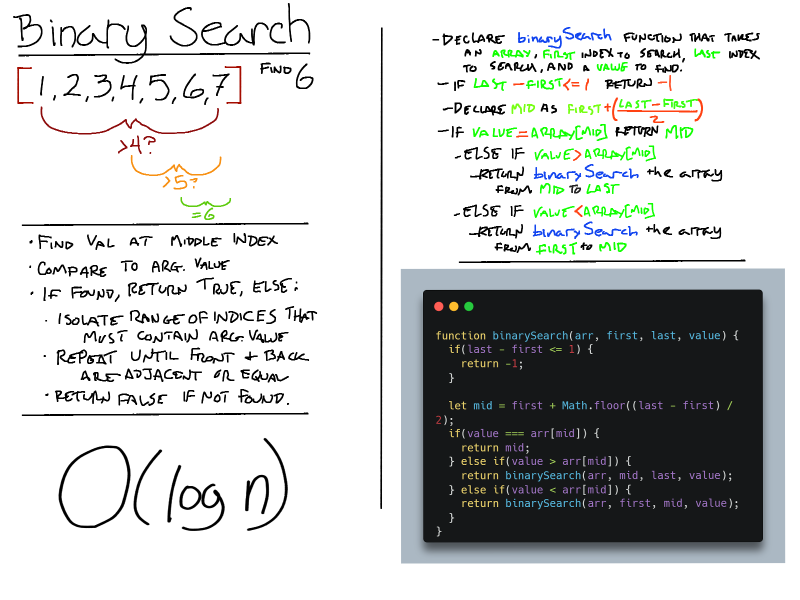 Binary Search
[1,2,3,4,5,6,7] FIND 6
>4?
>5?
=6
• FIND VAL AT MIDDLE INDEX
• COMPARE TO ARG. VALUE
• IF FOUND, RETURN TRUE, ELSE;
• ISOLATE RANGE OF INDICES THAT
MUST CONTAIN ARG. VALUE
• REPEAT UNTIL FRONT & BACK
ARE ADJACENT OR EQUAL
• RETURN FALSE IF NOT FOUND.
O(log n)
- DECLARE binarySearch FUNCTION THAT TAKES
AN ARRAY, FIRST INDEX TO SEARCH, LAST INDEX
TO SEARCH, AND A VALUE TO FIND.
- IF LAST - FIRST <= 1 RETURN -1
- DECLARE MID AS FIRST + (LAST - FIRST / 2)
- IF VALUE = ARRAY[MID] RETURN MID
- ELSE IF VALUE > ARRAY[MID]
- RETURN binarySearch the array
FROM MID TO LAST
- ELSE IF VALUE < ARRAY[MID]
- RETURN binarySearch the array
FROM FIRST TO MID
function binarySearch(arr, first, last, value) {
if(last - first <= 1) {
return -1;
}
let mid = first + Math.floor((last - first) /
2);
if(value === arr[mid]) {
return mid;
} else if(value > arr[mid]) {
return binarySearch(arr, mid, last, value);
} else if(value < arr[mid]) {
return binarySearch(arr, first, mid, value);
}
}